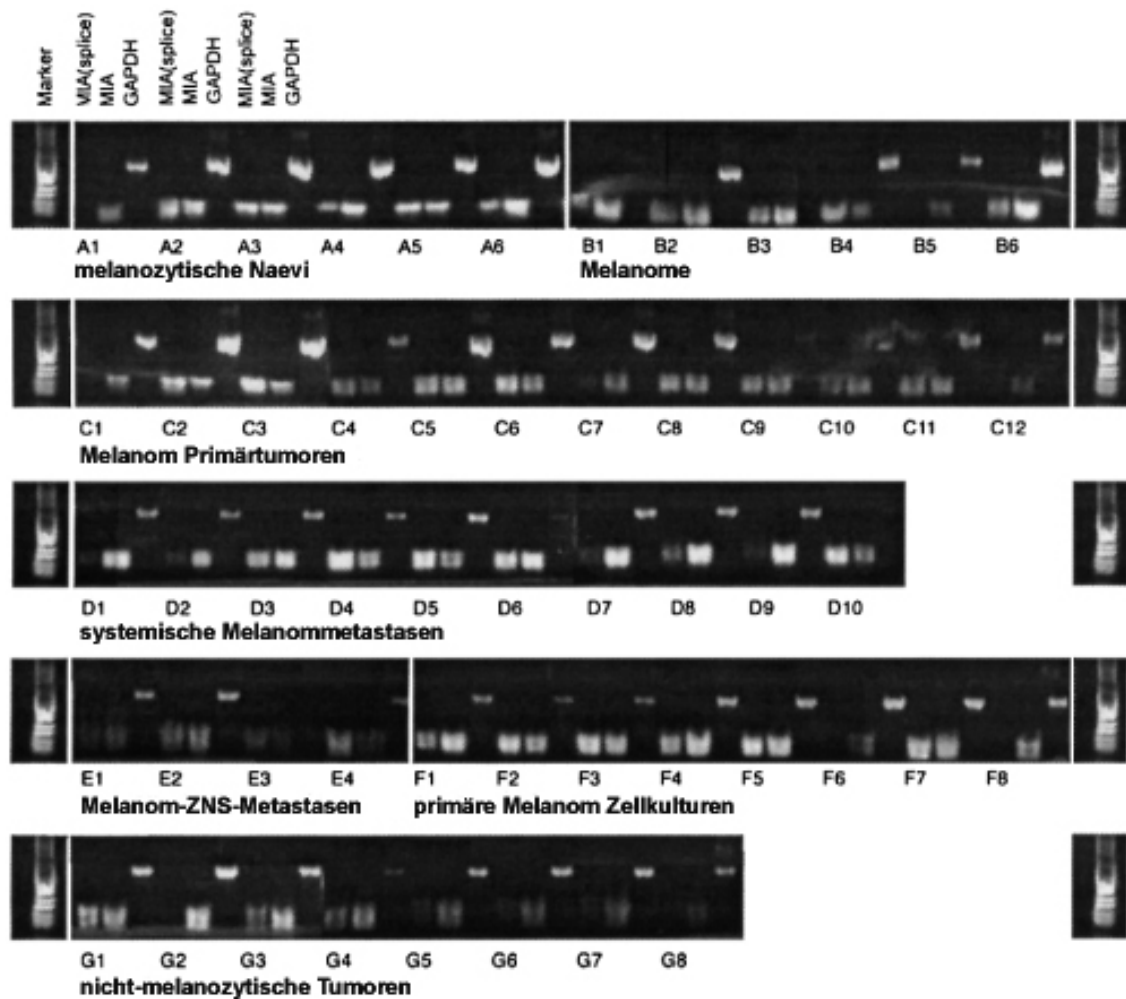 Marker MIA(splice) MIA GAPDH MIA(splice) MIA GAPDH MIA(splice) MIA GAPDH
A1 A2 A3 A4 A5 A6 B1 B2 B3 B4 B5 B6
melanozytische Naevi Melanome
C1 C2 C3 C4 C5 C6 C7 C8 C9 C10 C11 C12
Melanom Primärtumoren
D1 D2 D3 D4 D5 D6 D7 D8 D9 D10
systemische Melanommetastasen
E1 E2 E3 E4 F1 F2 F3 F4 F5 F6 F7 F8
Melanom-ZNS-Metastasen primäre Melanom Zellkulturen
G1 G2 G3 G4 G5 G6 G7 G8
nicht-melanozytische Tumoren